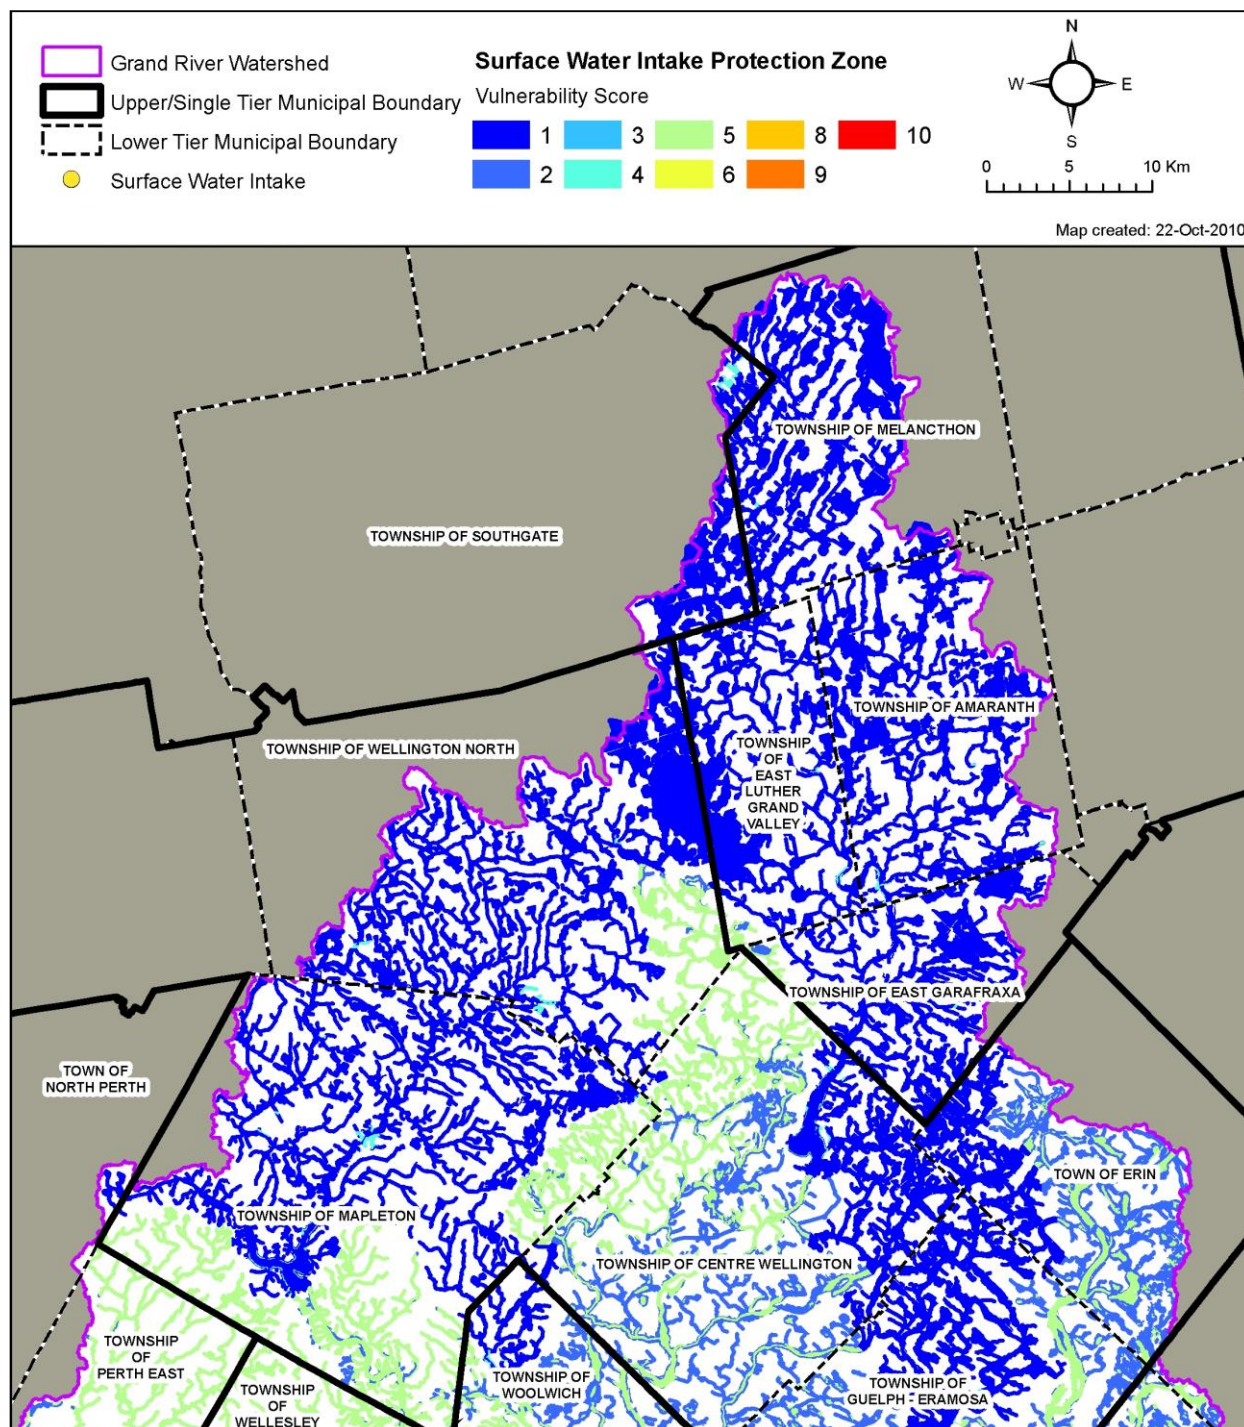 Grand River Watershed
Upper/Single Tier Municipal Boundary
Lower Tier Municipal Boundary
Surface Water Intake
Surface Water Intake Protection Zone
Vulnerability Score
1 3 5 8 10
2 4 6 9
N
W E
S
0 5 10 Km
Map created: 22-Oct-2010
TOWNSHIP OF MELANCTHON
TOWNSHIP OF SOUTHGATE
TOWNSHIP OF AMARANTH
TOWNSHIP OF WELLINGTON NORTH
TOWNSHIP
OF
EAST
LUTHER
GRAND
VALLEY
TOWNSHIP OF EAST GARAFRAXA
TOWN OF
NORTH PERTH
TOWN OF ERIN
TOWNSHIP OF MAPLETON
TOWNSHIP OF CENTRE WELLINGTON
TOWNSHIP
OF
PERTH EAST
TOWNSHIP
OF
WELLESLEY
TOWNSHIP OF
WOOLWICH
TOWNSHIP OF
GUELPH - ERAMOSA